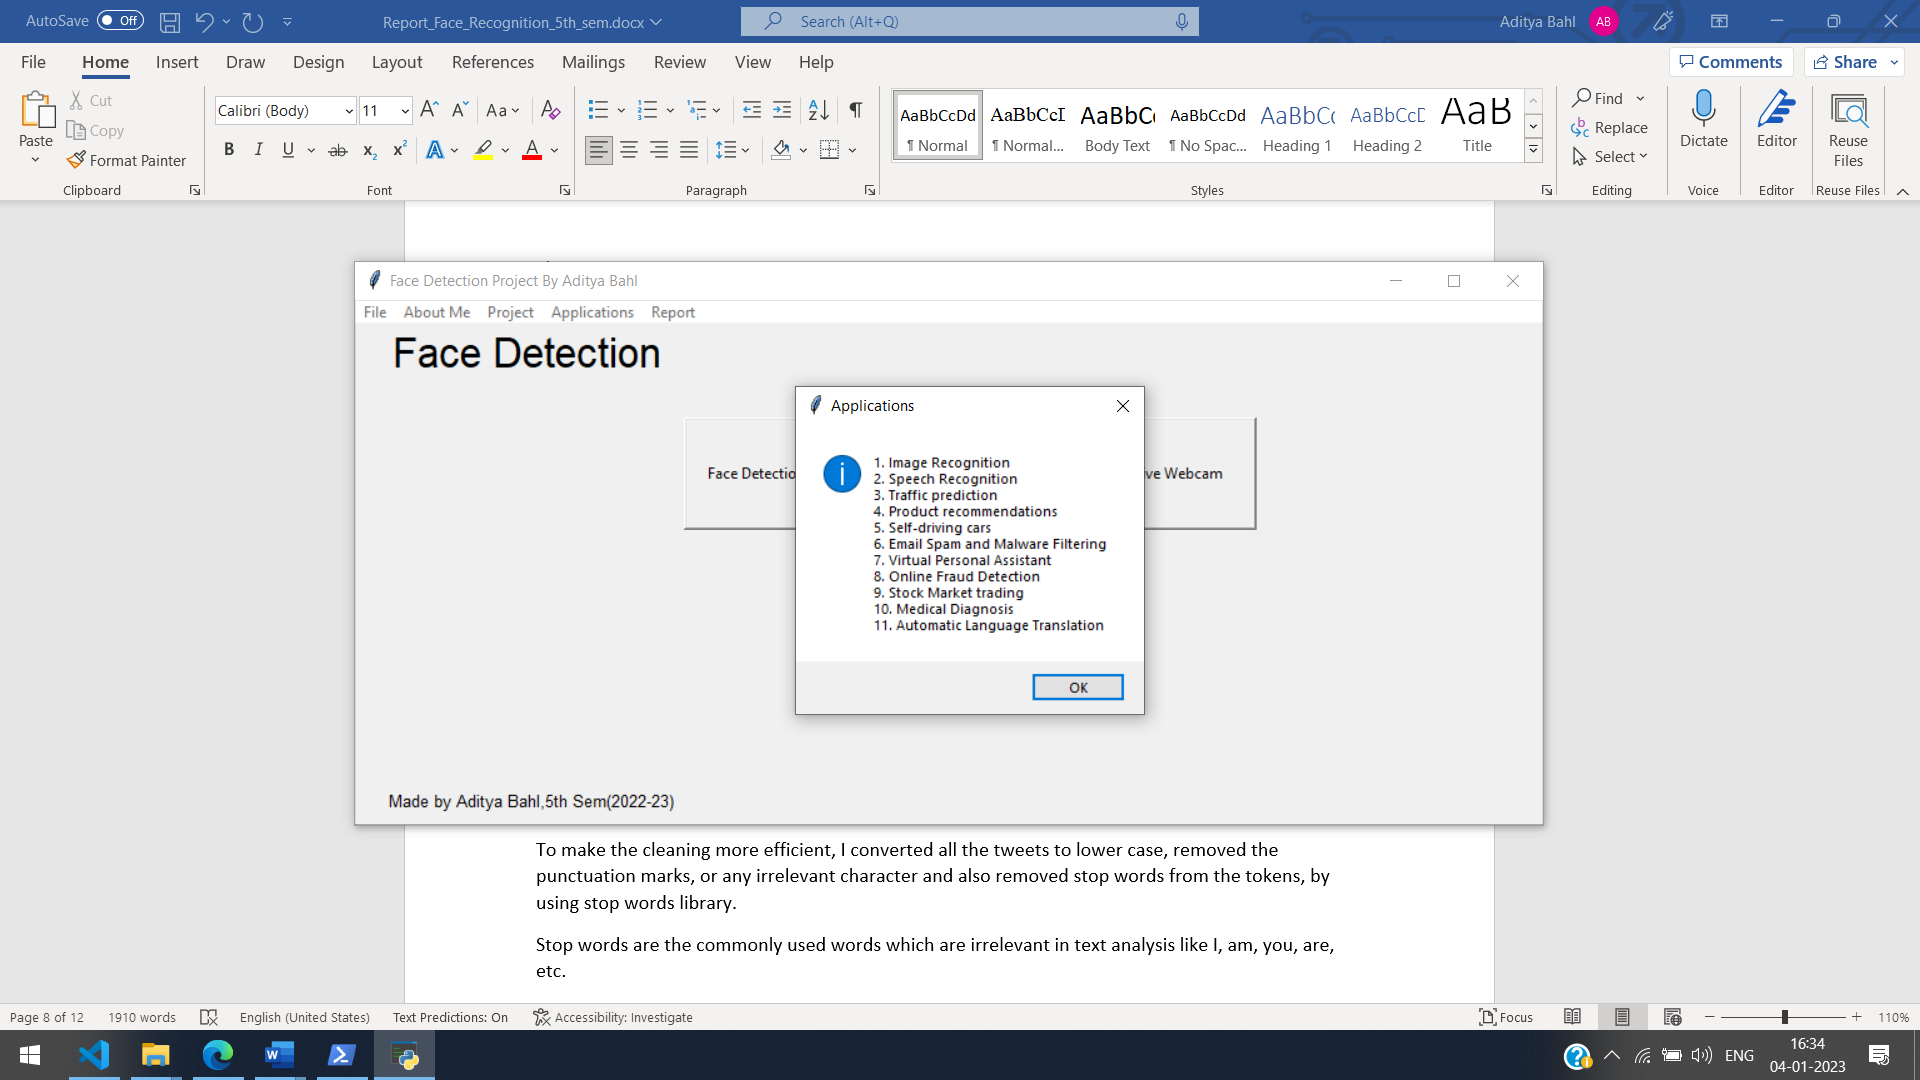 AutoSave Off Report_Face_Recognition_5th_sem.docx Search (Alt+Q) Aditya Bahl AB
File Home Insert Draw Design Layout References Mailings Review View Help Comments Share
Paste Cut Copy Format Painter Clipboard
Calibri (Body) 11 Aa
B I U ab x₂ x² A A Font
Paragraph
AaBbCcDd AaBbCcI AaBbCc AaBbCcDd AaBbCc AaBbCcD AaB
¶ Normal ¶ Normal... Body Text ¶ No Spac... Heading 1 Heading 2 Title
Styles
Find
Replace
Select
Editing
Dictate
Voice
Editor
Editor
Reuse
Files
Reuse Files
Face Detection Project By Aditya Bahl
File About Me Project Applications Report
Face Detection
Face Detectio
ve Webcam
Applications
1. Image Recognition
2. Speech Recognition
3. Traffic prediction
4. Product recommendations
5. Self-driving cars
6. Email Spam and Malware Filtering
7. Virtual Personal Assistant
8. Online Fraud Detection
9. Stock Market trading
10. Medical Diagnosis
11. Automatic Language Translation
OK
Made by Aditya Bahl,5th Sem(2022-23)
To make the cleaning more efficient, I converted all the tweets to lower case, removed the
punctuation marks, or any irrelevant character and also removed stop words from the tokens, by
using stop words library.
Stop words are the commonly used words which are irrelevant in text analysis like I, am, you, are,
etc.
Page 8 of 12 1910 words English (United States) Text Predictions: On Accessibility: Investigate Focus 110%
ENG
16:34
04-01-2023